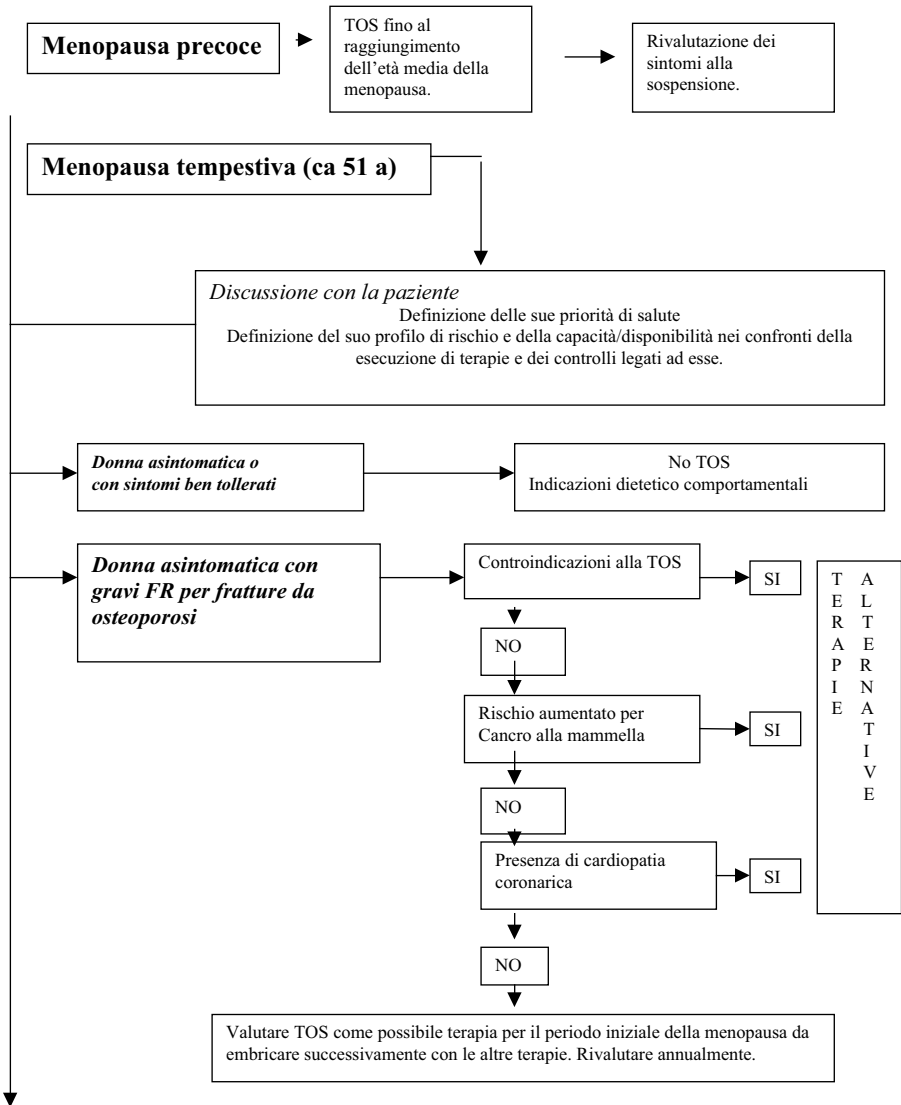 Menopausa precoce
TOS fino al
raggiungimento
dell'età media della
menopausa.
Rivalutazione dei
sintomi alla
sospensione.
Menopausa tempestiva (ca 51 a)
Discussione con la paziente
Definizione delle sue priorità di salute
Definizione del suo profilo di rischio e della capacità/disponibilità nei confronti della
esecuzione di terapie e dei controlli legati ad esse.
Donna asintomatica o
con sintomi ben tollerati
No TOS
Indicazioni dietetico comportamentali
Donna asintomatica con
gravi FR per fratture da
osteoporosi
Controindicazioni alla TOS
SI
NO
Rischio aumentato per
Cancro alla mammella
SI
NO
Presenza di cardiopatia
coronarica
SI
NO
TERAPIE
ALTERNATIVE
Valutare TOS come possibile terapia per il periodo iniziale della menopausa da
embricare successivamente con le altre terapie. Rivalutare annualmente.